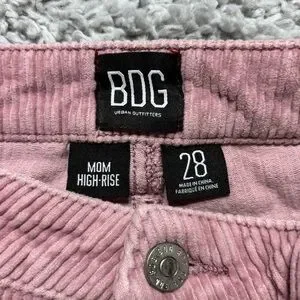 BDG
URBAN OUTFITTERS
MOM
HIGH-RISE
28
MADE IN CHINA
FABRIQUÉ EN CHINE